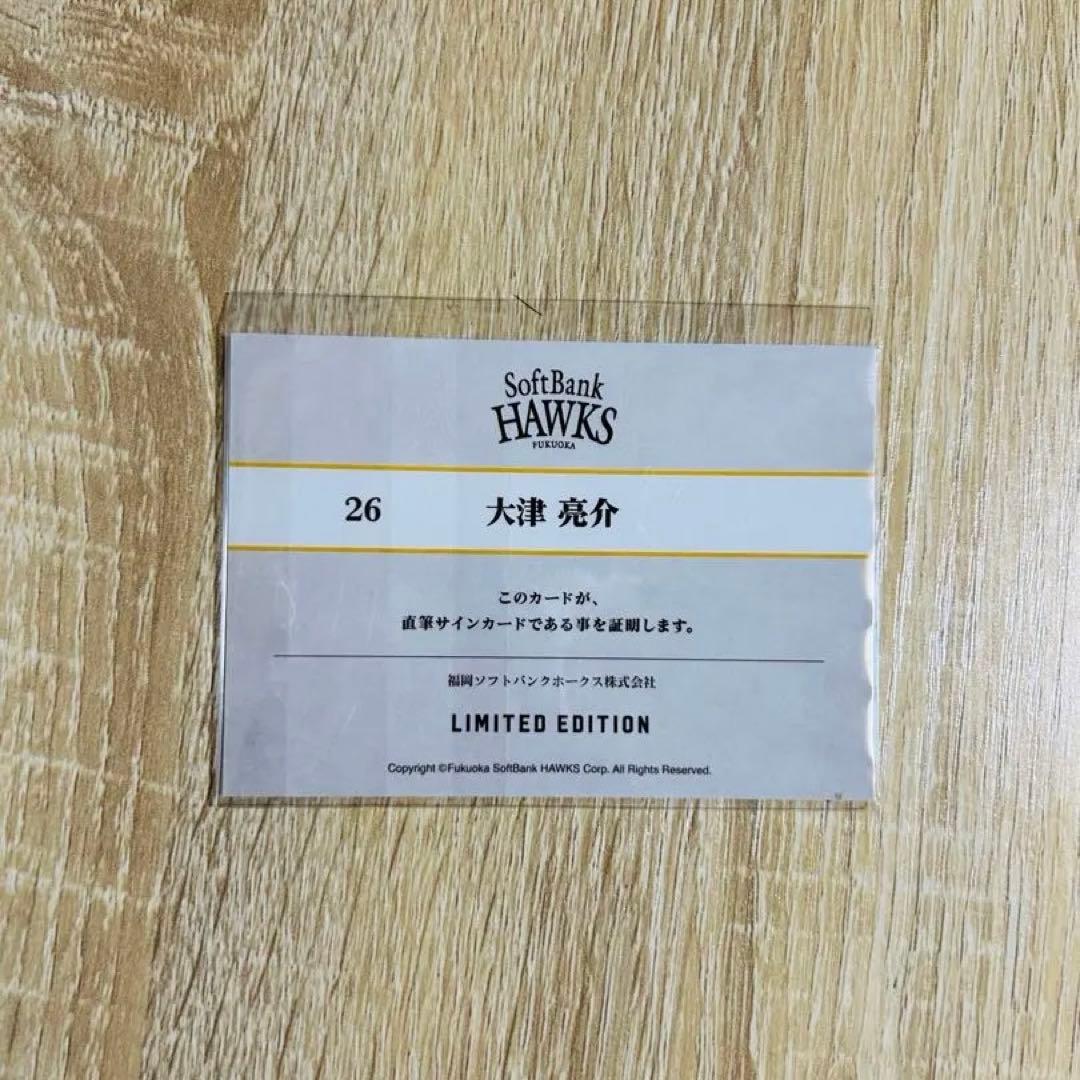 SoftBank
HAWKS
FUKUOKA
26 大津 亮介
このカードが、
直筆サインカードである事を証明します。
福岡ソフトバンクホークス株式会社
LIMITED EDITION
Copyright ©Fukuoka SoftBank HAWKS Corp. All Rights Reserved.